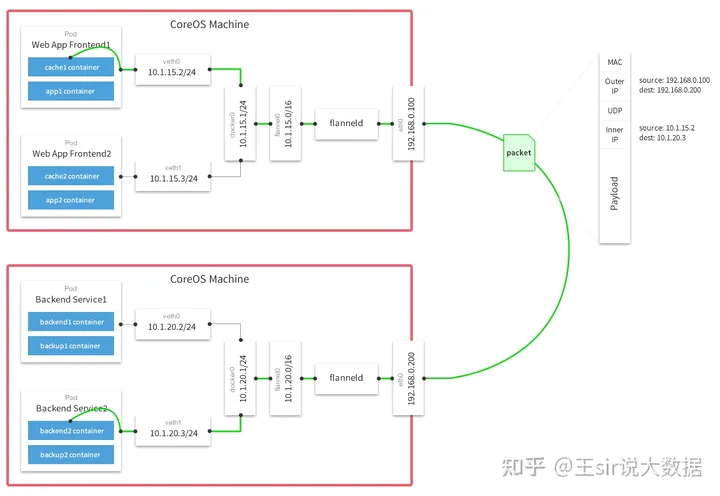 CoreOS Machine
Pod
Web App Frontend1
cache1 container
app1 container
veth0
10.1.15.2/24
Pod
Web App Frontend2
cache2 container
app2 container
veth1
10.1.15.3/24
docker0
10.1.15.1/24
flannel0
10.1.15.0/16
flanneld
eth0
192.168.0.100
packet
MAC
Outer
IP
source: 192.168.0.100
dest: 192.168.0.200
UDP
Inner
IP
source: 10.1.15.2
dest: 10.1.20.3
Payload
CoreOS Machine
Pod
Backend Service1
backend1 container
backup1 container
veth0
10.1.20.2/24
Pod
Backend Service2
backend2 container
backup2 container
veth1
10.1.20.3/24
docker0
10.1.20.1/24
flannel0
10.1.20.0/16
flanneld
eth0
192.168.0.200
知乎 @王sir说大数据